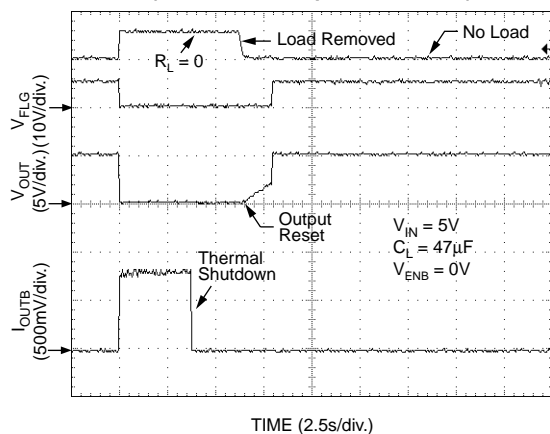 Load Removed
No Load
R_L = 0
V_FLG
(10V/div.)
V_OUT
(5V/div.)
Output
Reset
V_IN = 5V
C_L = 47µF
V_ENB = 0V
Thermal
Shutdown
I_OUTB
(500mV/div.)
TIME (2.5s/div.)